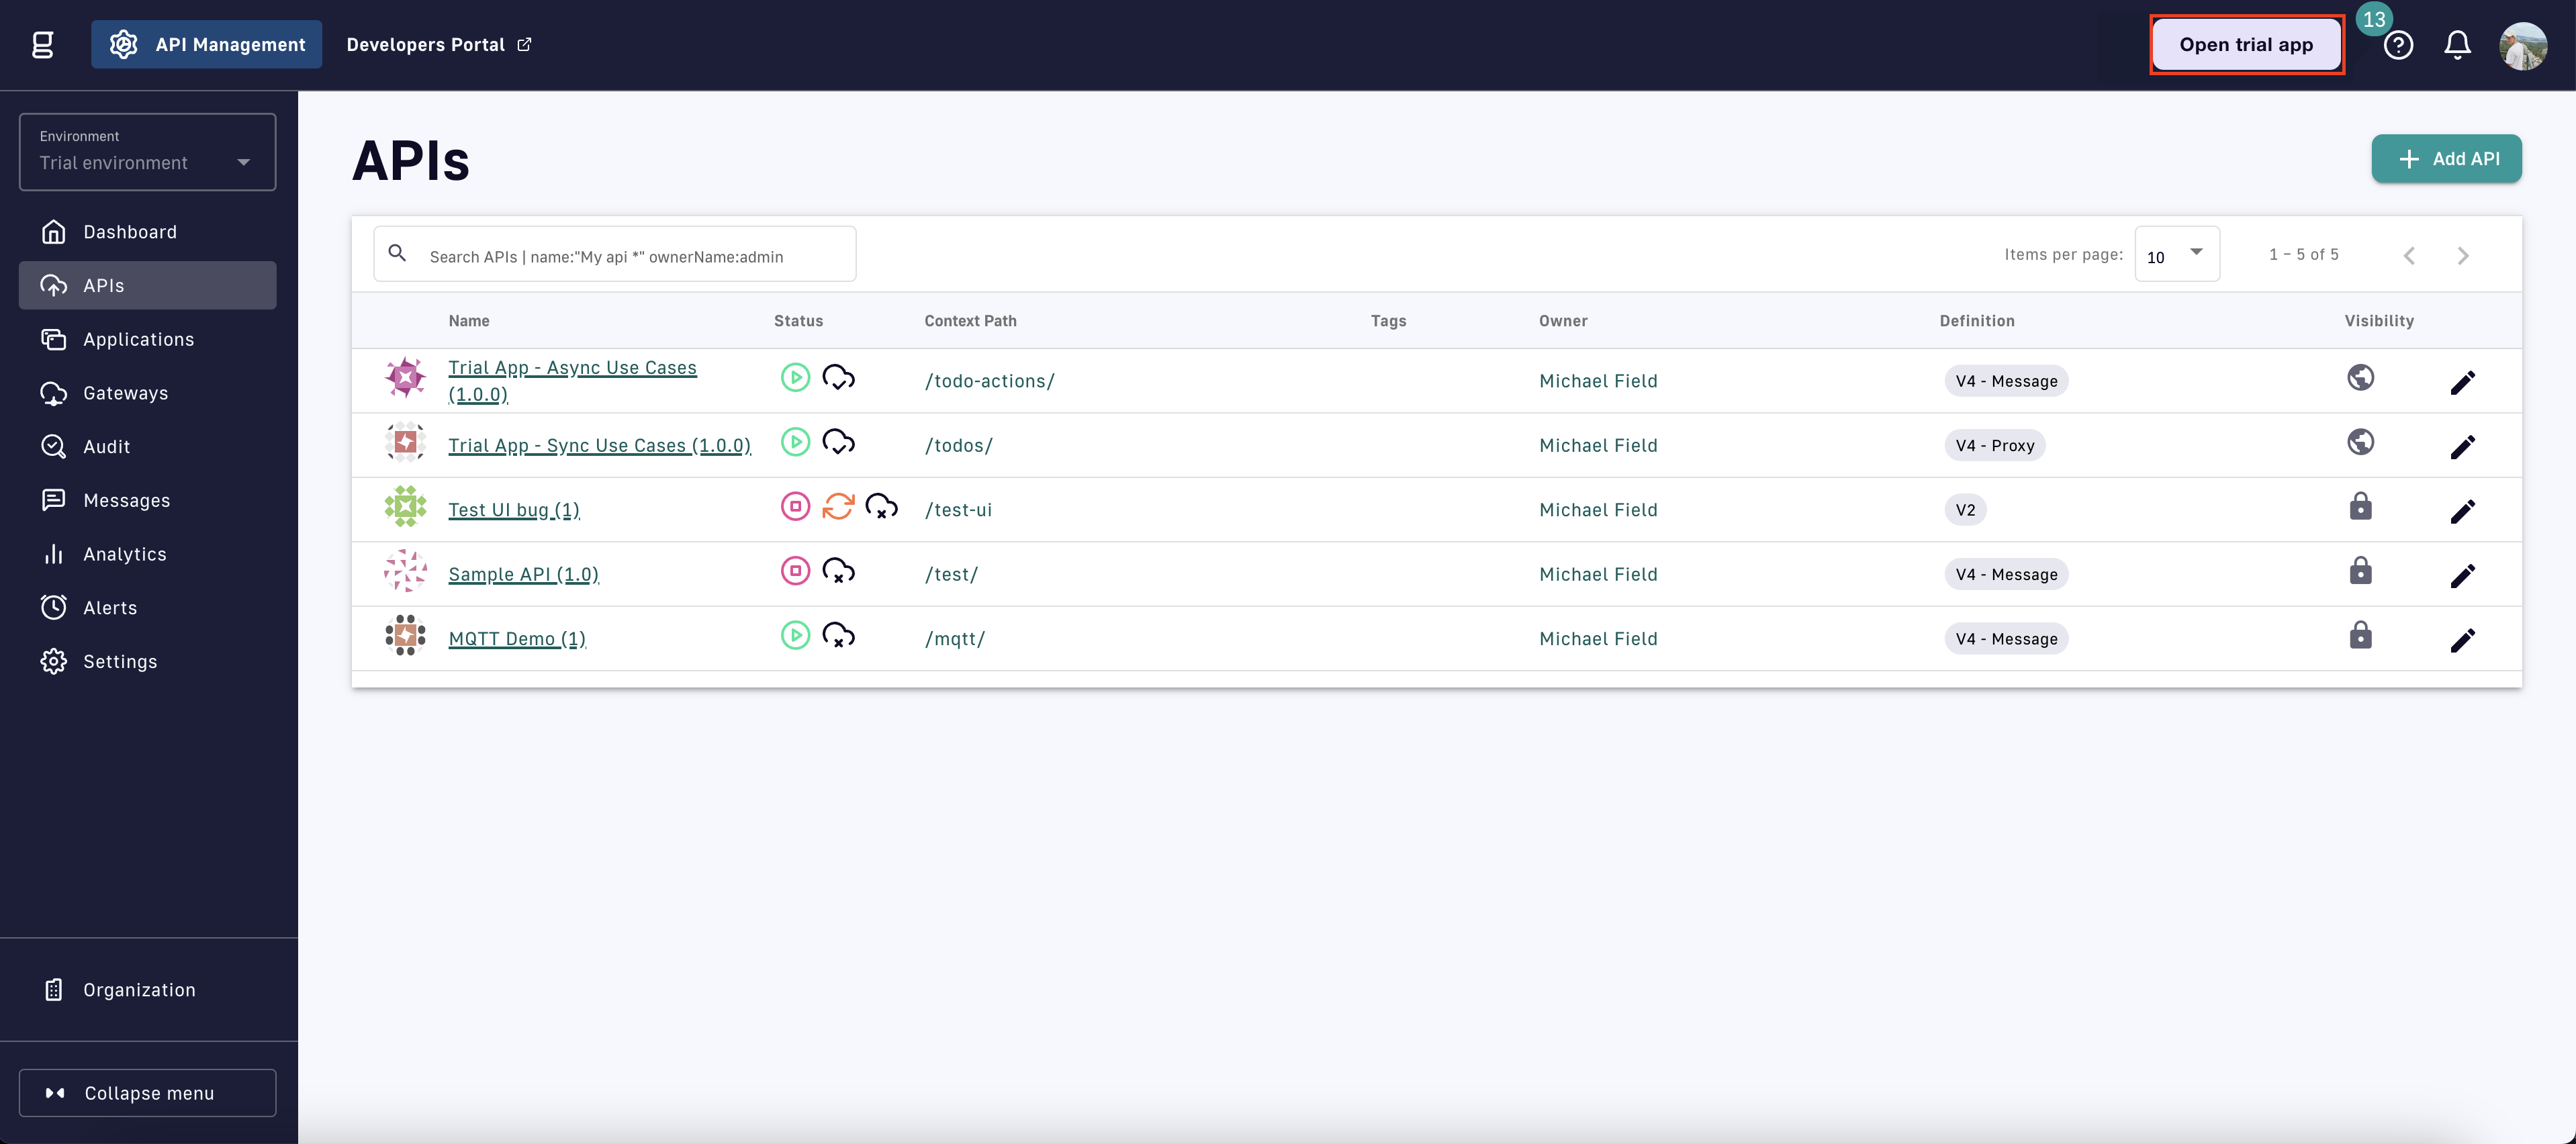 g API Management Developers Portal Open trial app 13 ?
Environment
Trial environment
Dashboard
APIs
Applications
Gateways
Audit
Messages
Analytics
Alerts
Settings
Organization
Collapse menu
APIs
Add API
Search APIs | name:"My api *" ownerName:admin
Items per page: 10 1 – 5 of 5
Name Status Context Path Tags Owner Definition Visibility
Trial App - Async Use Cases
(1.0.0)
/todo-actions/ Michael Field V4 - Message
Trial App - Sync Use Cases (1.0.0) /todos/ Michael Field V4 - Proxy
Test UI bug (1) /test-ui Michael Field V2
Sample API (1.0) /test/ Michael Field V4 - Message
MQTT Demo (1) /mqtt/ Michael Field V4 - Message